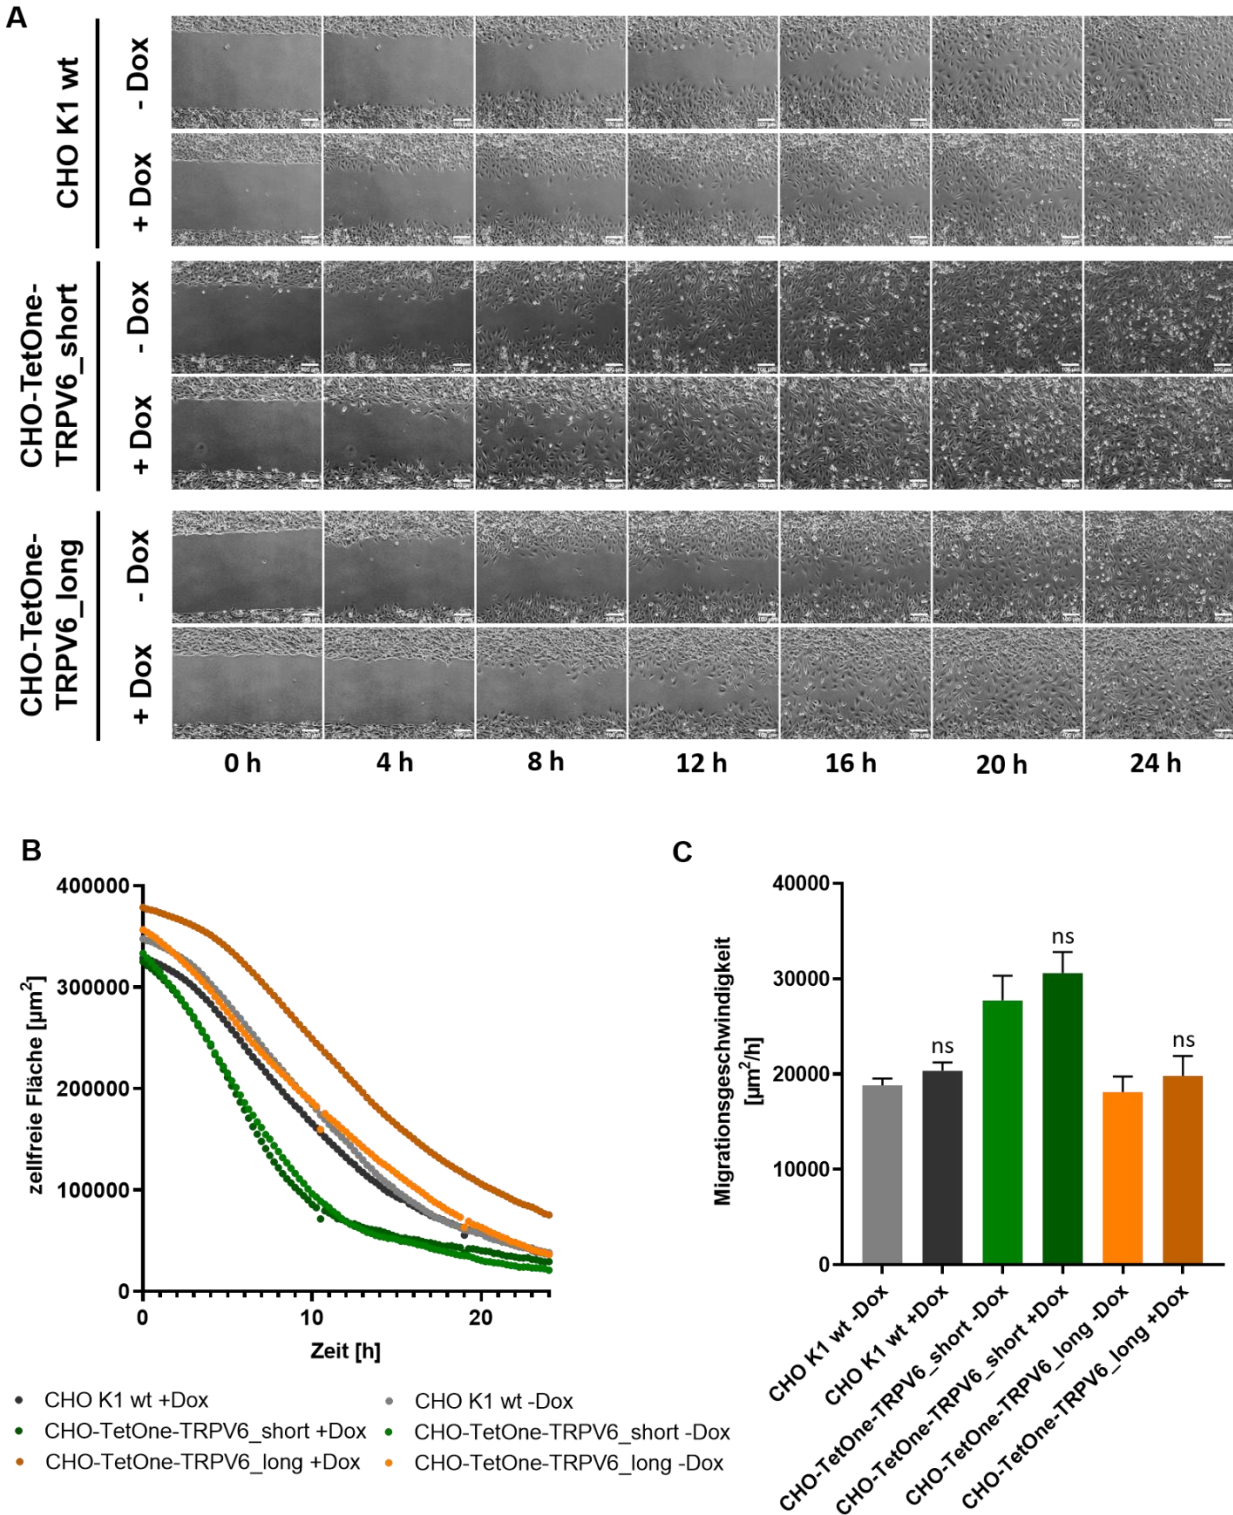 A
CHO K1 wt
- Dox
+ Dox
CHO-TetOne-
TRPV6_short
- Dox
+ Dox
CHO-TetOne-
TRPV6_long
- Dox
+ Dox
0 h
4 h
8 h
12 h
16 h
20 h
24 h
B
zellfreie Fläche [µm²]
400000
300000
200000
100000
0
0
10
20
Zeit [h]
CHO K1 wt +Dox
CHO K1 wt -Dox
CHO-TetOne-TRPV6_short +Dox
CHO-TetOne-TRPV6_short -Dox
CHO-TetOne-TRPV6_long +Dox
CHO-TetOne-TRPV6_long -Dox
C
Migrationsgeschwindigkeit
[µm²/h]
40000
30000
20000
10000
0
ns
ns
ns
CHO K1 wt -Dox
CHO K1 wt +Dox
CHO-TetOne-TRPV6_short -Dox
CHO-TetOne-TRPV6_short +Dox
CHO-TetOne-TRPV6_long -Dox
CHO-TetOne-TRPV6_long +Dox